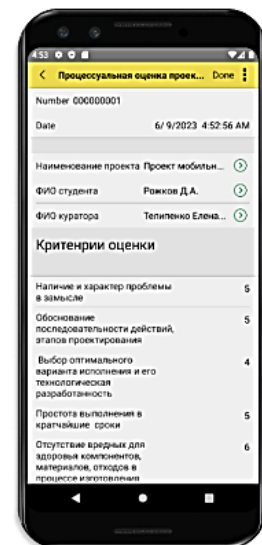 4:53
Процессуальная оценка проек... Done
Number 000000001
Date 6/ 9/2023 4:52:56 AM
Наименование проекта Проект мобильн...
ФИО студента Рожков Д.А.
ФИО куратора Телипенко Елена...
Критенрии оценки
Наличие и характер проблемы 5
в замысле
Обоснование 5
последовательности действий,
этапов проектирования
Выбор оптимального 4
варианта исполнения и его
технологическая
разработанность
Простота выполнения в 5
кратчайшие сроки
Отсутствие вредных для 6
здоровья компонентов,
материалов, отходов в
процессе изготовления